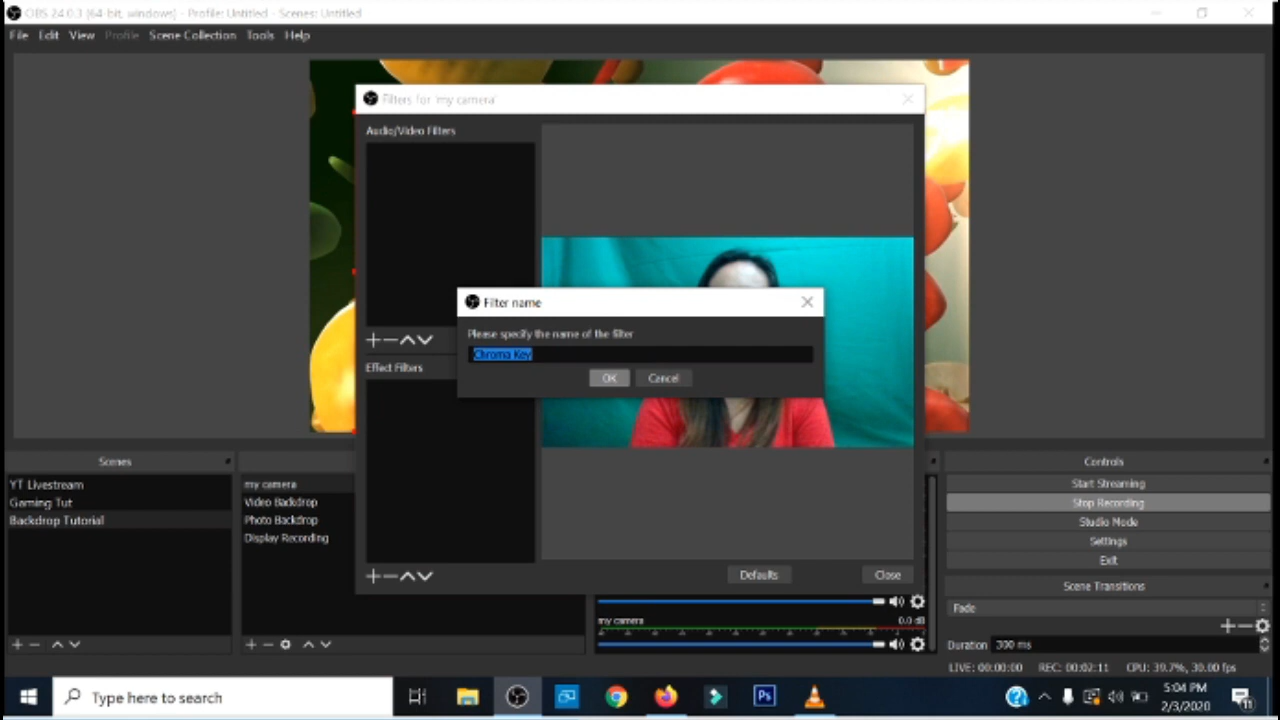 OBS 24.0.3 (64-bit, windows) - Profile: Untitled - Scenes: Untitled
File Edit View Profile Scene Collection Tools Help
Filters for 'my camera'
Audio/Video Filters
Filter name
Please specify the name of the filter
Chroma Key
OK Cancel
Effect Filters
Defaults Close
Scenes
YT Livestream
Gaming Tut
Backdrop Tutorial
my camera
Video Backdrop
Photo Backdrop
Display Recording
my camera 0.0 dB
Controls
Start Streaming
Stop Recording
Studio Mode
Settings
Exit
Scene Transitions
Fade
Duration 300 ms
LIVE: 00:00:00 REC: 00:02:11 CPU: 39.7%, 30.00 fps
Type here to search
Ps
5:04 PM
2/3/2020
11